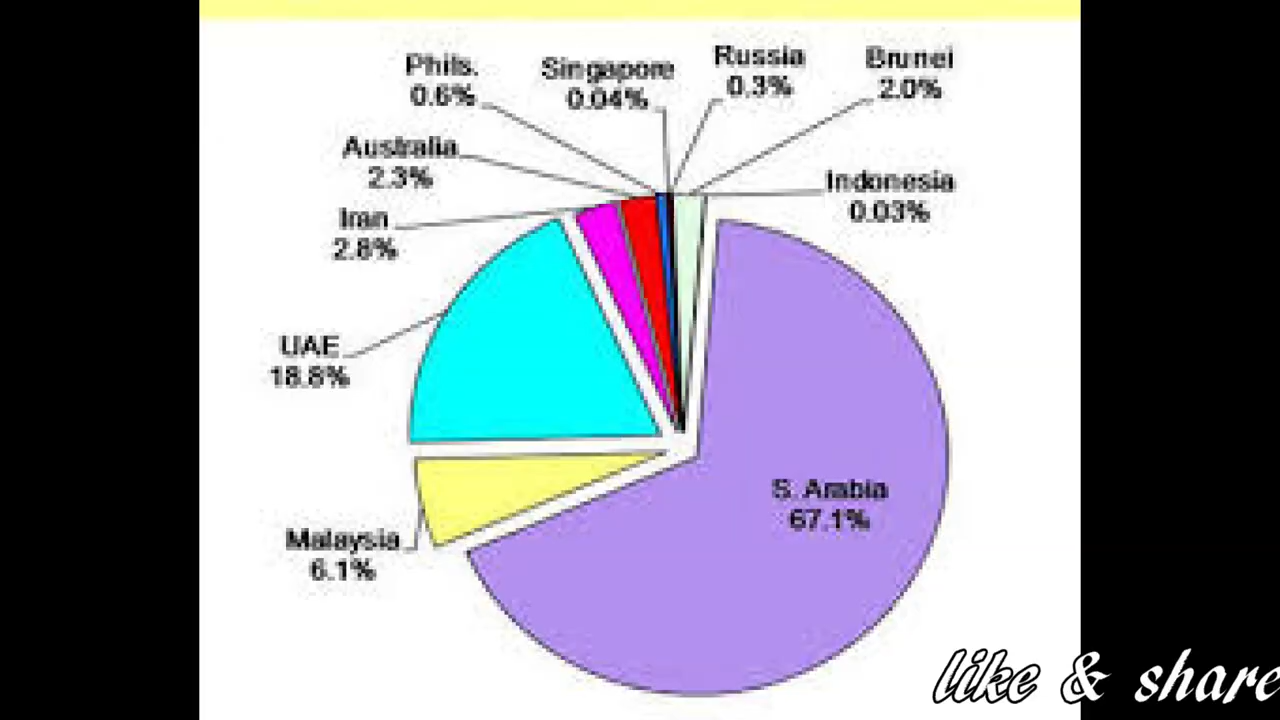 Phils.
0.6%
Singapore
0.04%
Russia
0.3%
Brunei
2.0%
Australia
2.3%
Indonesia
0.03%
Iran
2.8%
UAE
18.8%
S. Arabia
67.1%
Malaysia
6.1%
like & share